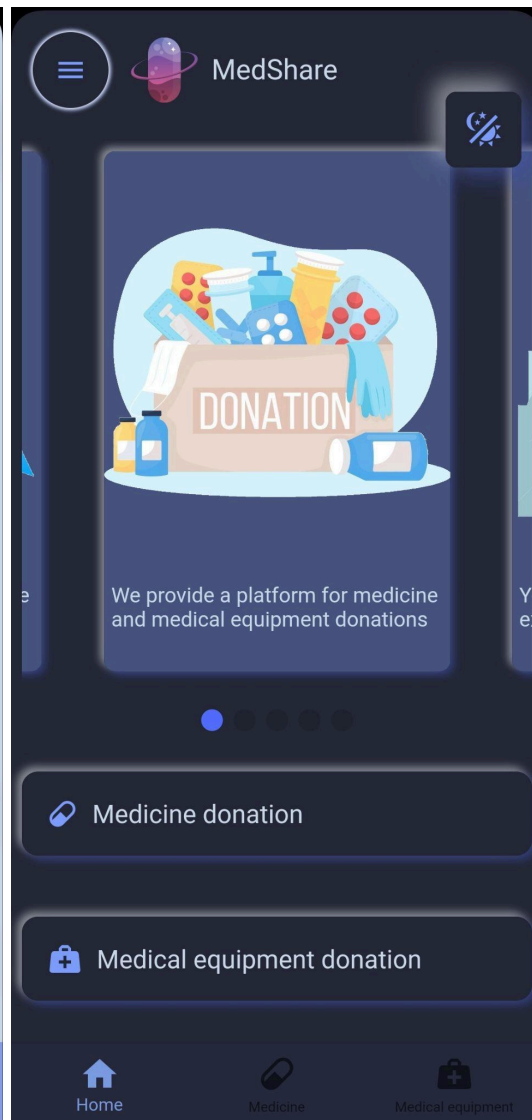 MedShare
DONATION
We provide a platform for medicine
and medical equipment donations
Medicine donation
Medical equipment donation
Home
Medicine
Medical equipment